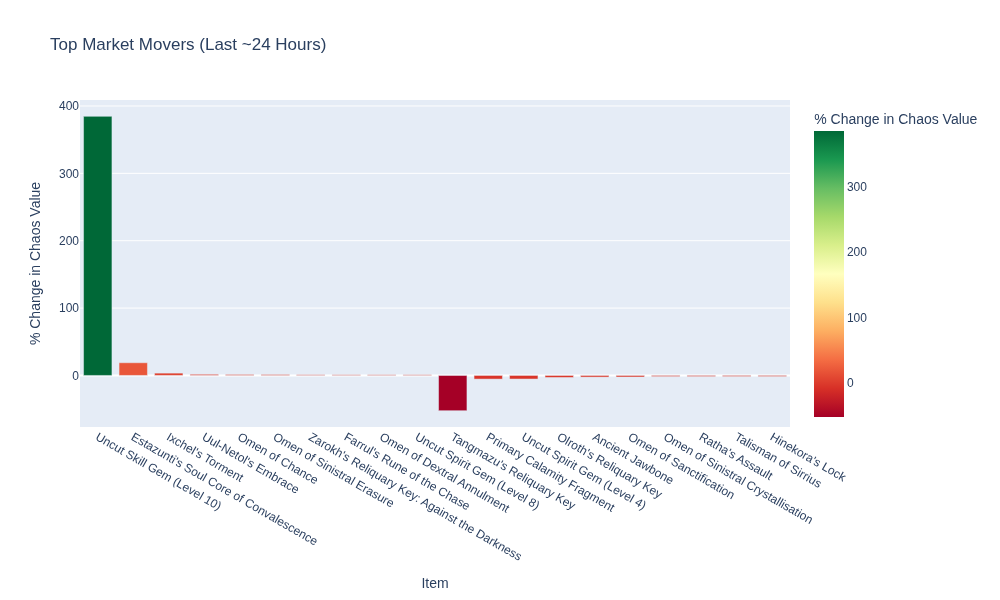 Top Market Movers (Last ~24 Hours)
% Change in Chaos Value
400
300
200
100
0
% Change in Chaos Value
300
200
100
0
Uncut Skill Gem (Level 10)
Estazunti's Soul Core of Convalescence
Ixchel's Torment
Uul-Netol's Embrace
Omen of Chance
Omen of Sinistral Erasure
Zarokh's Reliquary Key: Against the Darkness
Farrul's Rune of the Chase
Omen of Dextral Annulment
Uncut Spirit Gem (Level 8)
Tangmazu's Reliquary Key
Primary Calamity Fragment
Uncut Spirit Gem (Level 4)
Olroth's Reliquary Key
Ancient Jawbone
Omen of Sanctification
Omen of Sinistral Crystallisation
Ratha's Assault
Talisman of Sirrius
Hinekora's Lock
Item